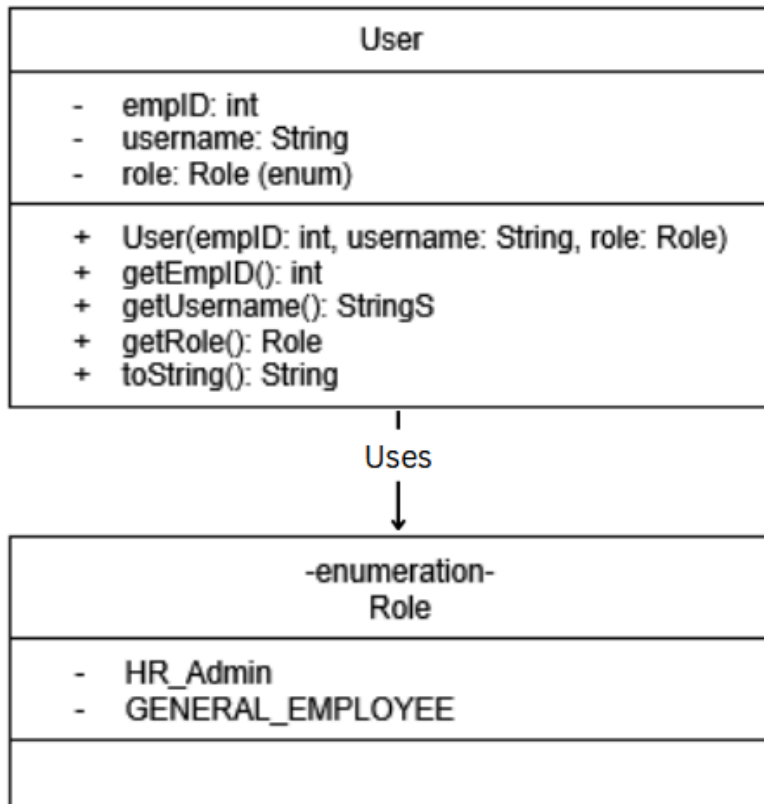 User
- empID: int
- username: String
- role: Role (enum)
+ User(empID: int, username: String, role: Role)
+ getEmpID(): int
+ getUsername(): StringS
+ getRole(): Role
+ toString(): String
Uses
-enumeration-
Role
- HR_Admin
- GENERAL_EMPLOYEE